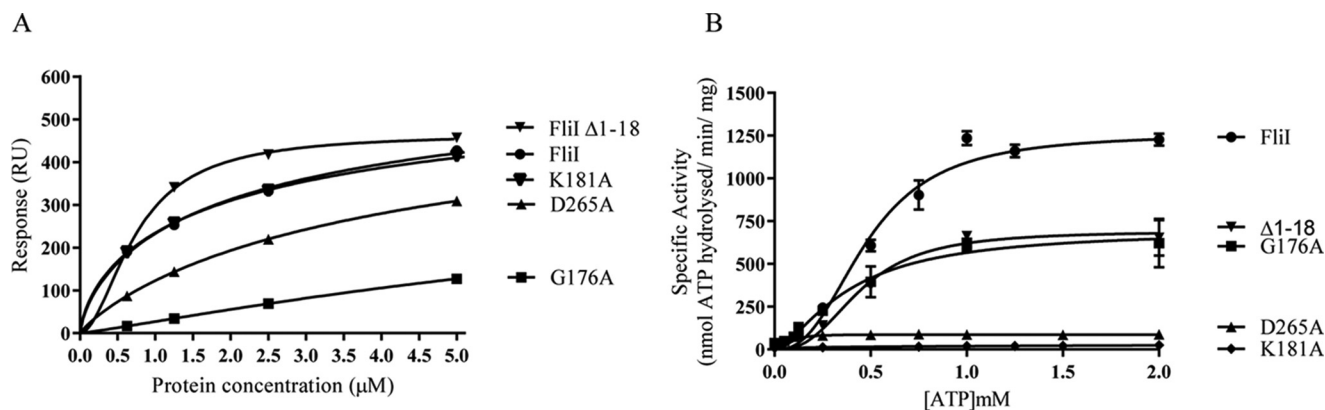 A
600
500
400
300
200
100
0
Response (RU)
0.0 0.5 1.0 1.5 2.0 2.5 3.0 3.5 4.0 4.5 5.0
Protein concentration (μM)
FliI Δ1-18
FliI
K181A
D265A
G176A
B
1500
1250
1000
750
500
250
0
Specific Activity
(nmol ATP hydrolysed/ min/ mg)
0.0 0.5 1.0 1.5 2.0
[ATP]mM
FliI
Δ1-18
G176A
D265A
K181A